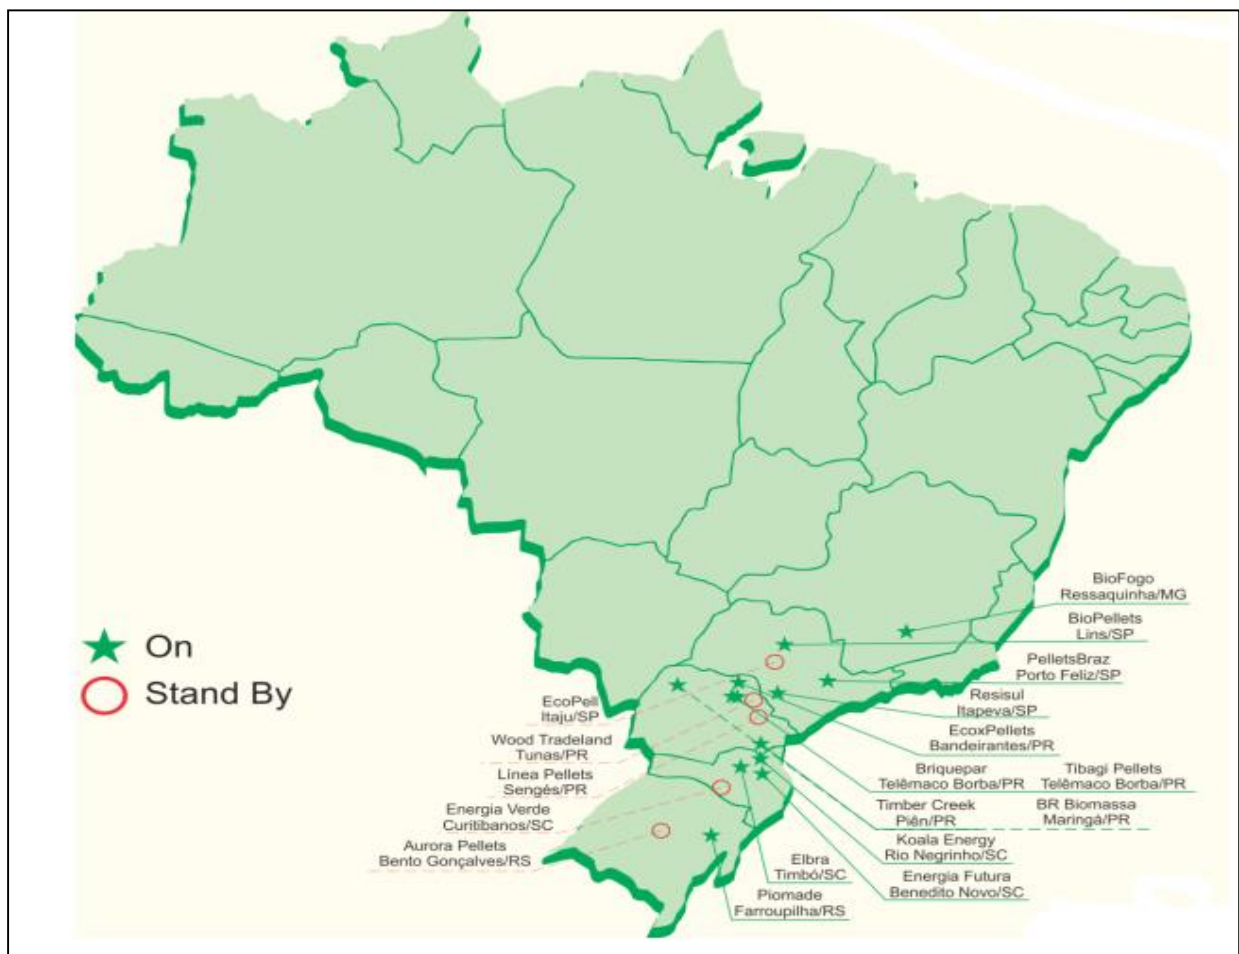 On
Stand By
BioFogo
Ressaquinha/MG
BioPellets
Lins/SP
PelletsBraz
Porto Feliz/SP
Resisul
Itapeva/SP
EcoxPellets
Bandeirantes/PR
Briquepar
Telêmaco Borba/PR
Tibagi Pellets
Telêmaco Borba/PR
Timber Creek
Piên/PR
BR Biomassa
Maringá/PR
Koala Energy
Rio Negrinho/SC
Energia Futura
Benedito Novo/SC
Elbra
Timbó/SC
Piomade
Farroupilha/RS
EcoPell
Itaju/SP
Wood Tradeland
Tunas/PR
Línea Pellets
Sengés/PR
Energia Verde
Curitibanos/SC
Aurora Pellets
Bento Gonçalves/RS